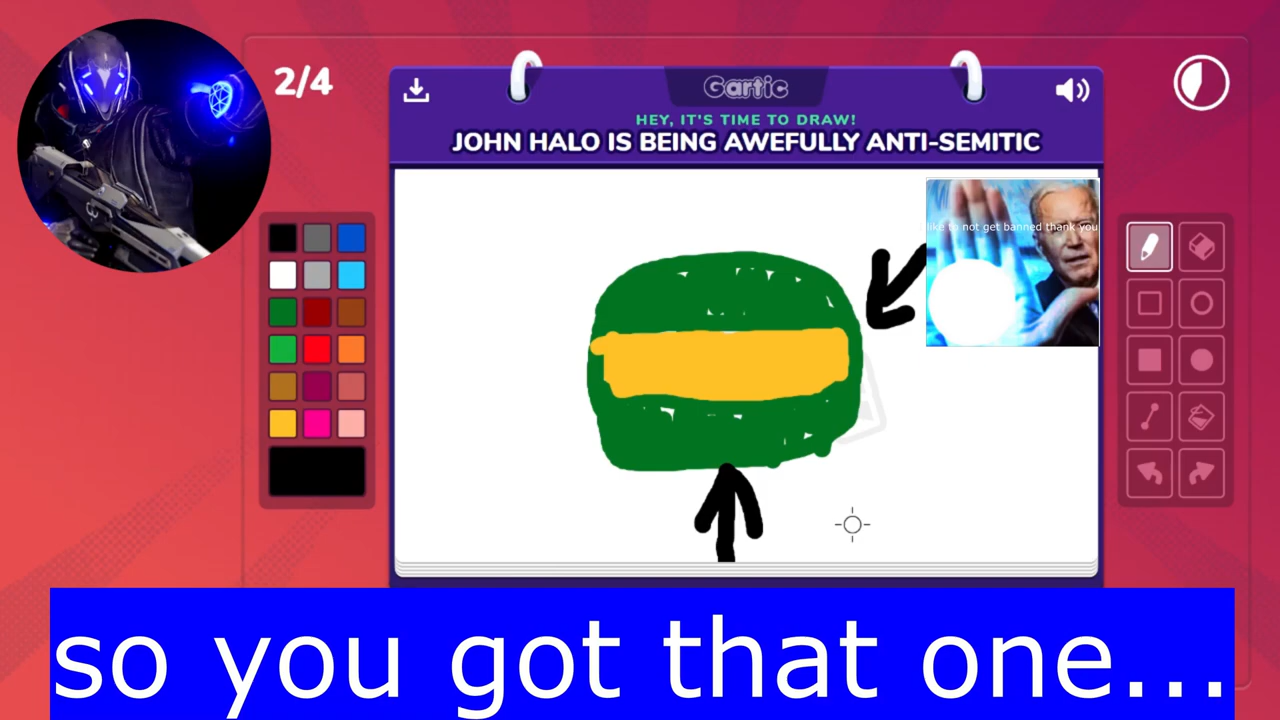 2/4
Gartic
HEY, IT'S TIME TO DRAW!
JOHN HALO IS BEING AWEFULLY ANTI-SEMITIC
like to not get banned thank you
so you got that one...